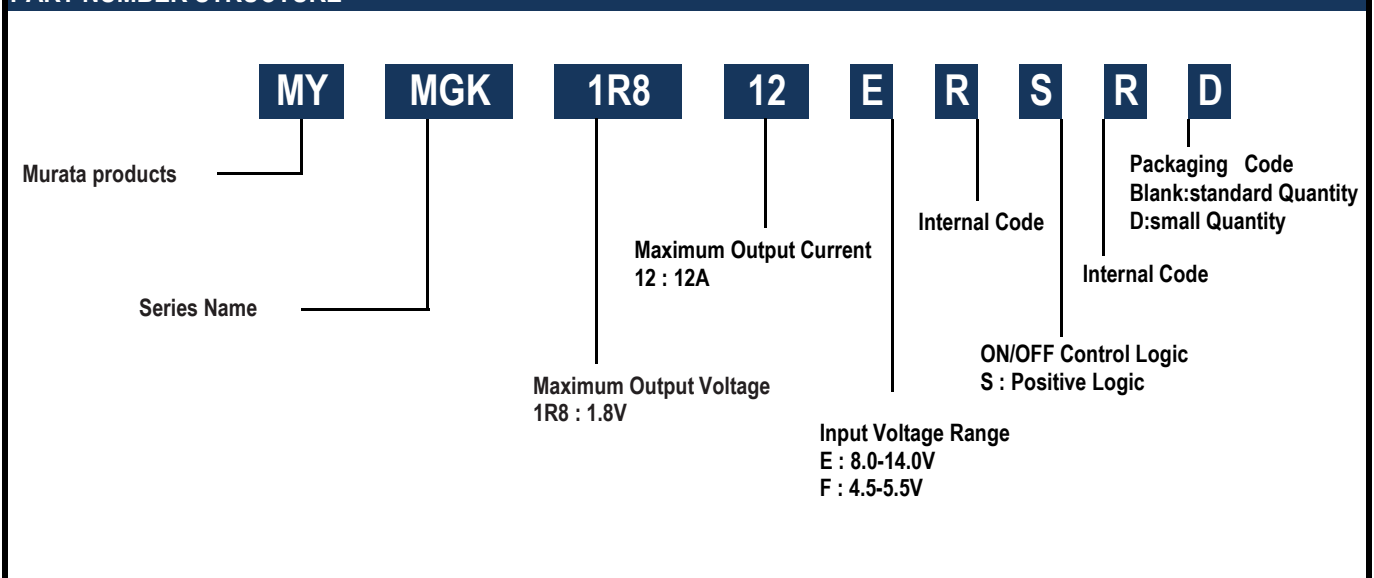 PART NUMBER STRUCTURE
MY MGK 1R8 12 E R S R D
Murata products
Packaging Code
Blank:standard Quantity
D:small Quantity
Internal Code
Maximum Output Current
12 : 12A
Internal Code
Series Name
ON/OFF Control Logic
S : Positive Logic
Maximum Output Voltage
1R8 : 1.8V
Input Voltage Range
E : 8.0-14.0V
F : 4.5-5.5V